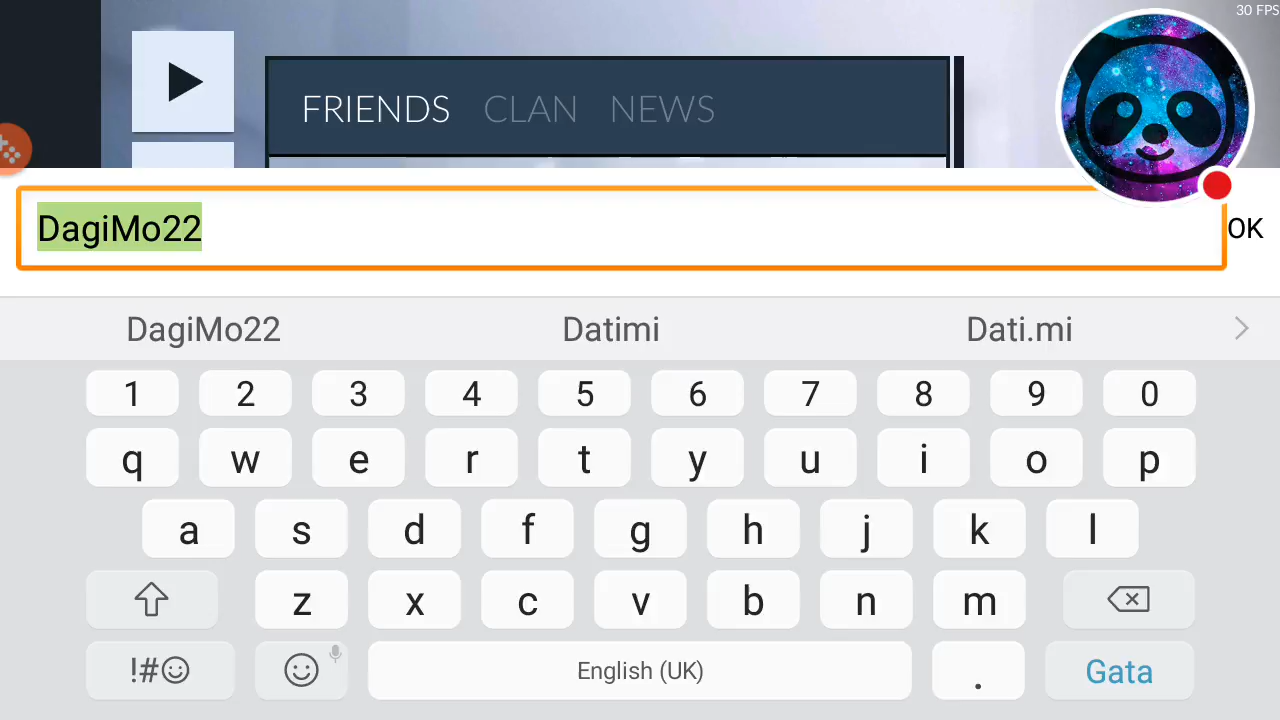 30 FPS
FRIENDS CLAN NEWS
DagiMo22
OK
DagiMo22 Datimi Dati.mi
1 2 3 4 5 6 7 8 9 0
q w e r t y u i o p
a s d f g h j k l
z x c v b n m
!#☺ English (UK) . Gata